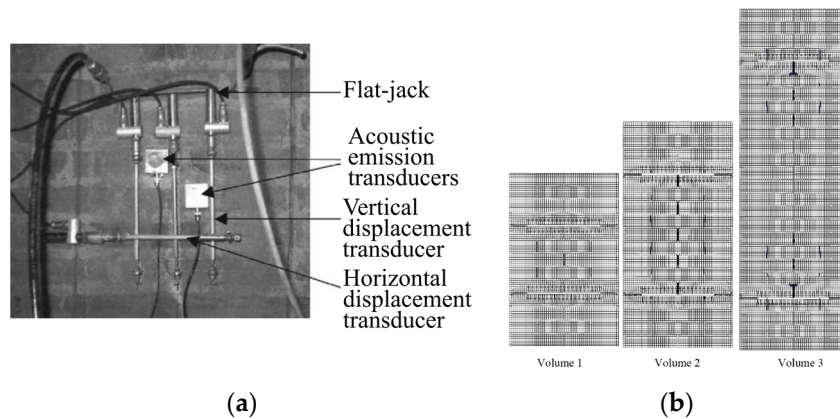 Flat-jack
Acoustic
emission
transducers
Vertical
displacement
transducer
Horizontal
displacement
transducer
Volume 1
Volume 2
Volume 3
(a)
(b)